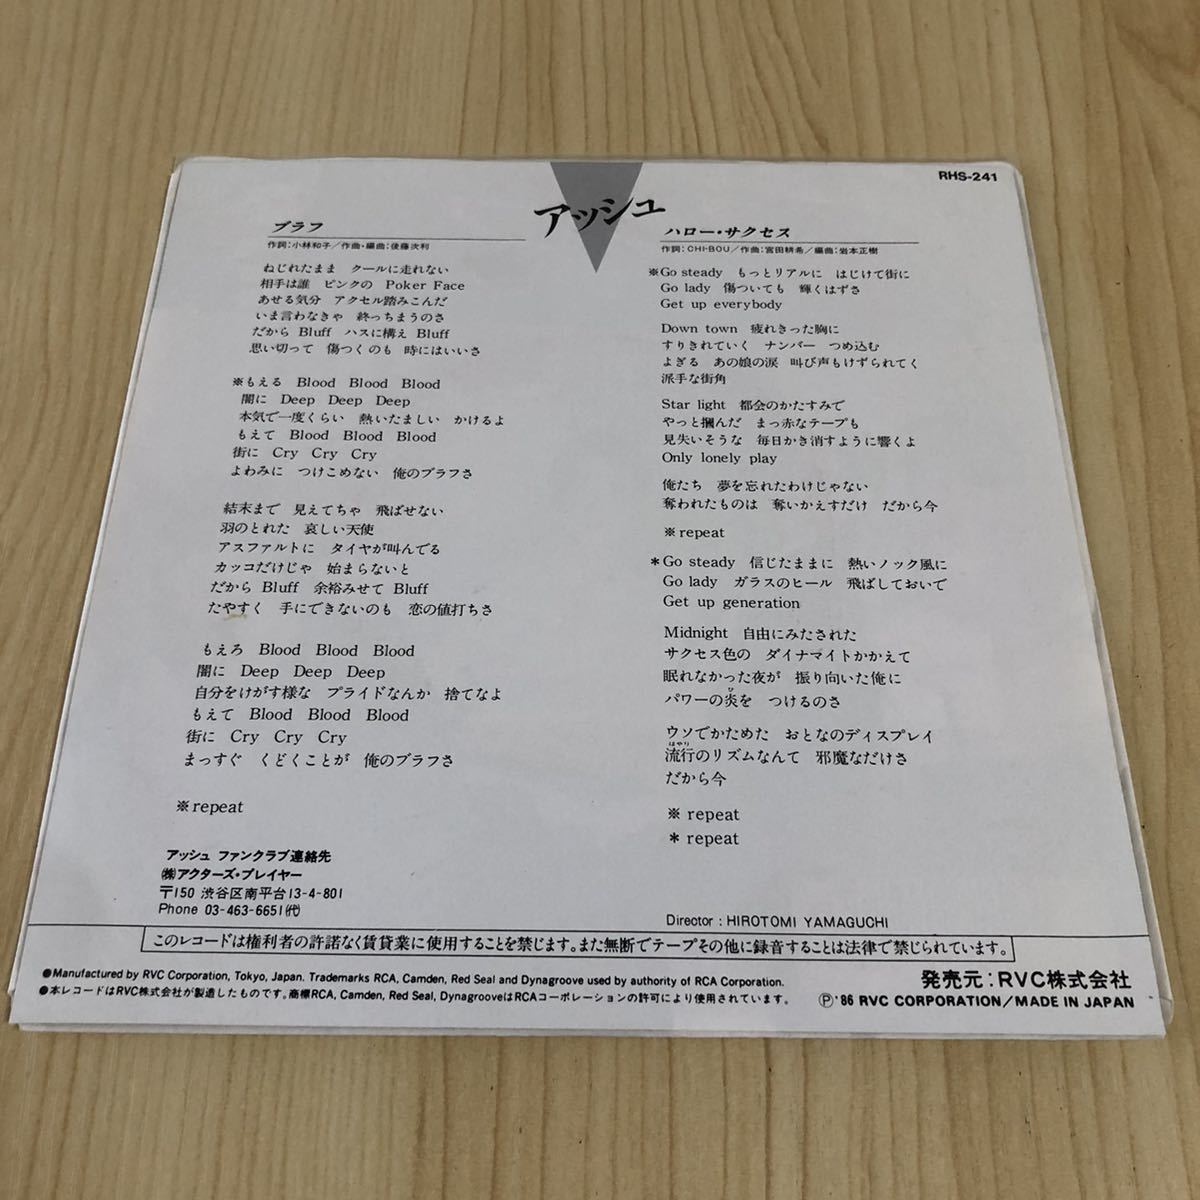 RHS-241
アッシュ
ブラフ
作詞：小林和子／作曲・編曲：後藤次利
ねじれたまま　クールに走れない
相手は誰　ピンクの　Poker Face
あせる気分　アクセル踏みこんだ
いま言わなきゃ　終っちまうのさ
だから　Bluff　ハスに構え　Bluff
思い切って　傷つくのも　時にはいいさ
※もえる　Blood　Blood　Blood
闇に　Deep　Deep　Deep
本気で一度くらい　熱いたましい　かけるよ
もえて　Blood　Blood　Blood
街に　Cry　Cry　Cry
よわみに　つけこめない　俺のブラフさ
結末まで　見えてちゃ　飛ばせない
羽のとれた　哀しい天使
アスファルトに　タイヤが叫んでる
カッコだけじゃ　始まらないと
だから　Bluff　余裕みせて　Bluff
たやすく　手にできないのも　恋の値打ちさ
もえろ　Blood　Blood　Blood
闇に　Deep　Deep　Deep
自分をけがす様な　プライドなんか　捨てなよ
もえて　Blood　Blood　Blood
街に　Cry　Cry　Cry
まっすぐ　くどくことが　俺のブラフさ
※repeat
アッシュ ファンクラブ連絡先
㈱アクターズ・プレイヤー
〒150 渋谷区南平台13-4-801
Phone 03-463-6651㈹
ハロー・サクセス
作詞：CHI-BOU／作曲：宮田耕希／編曲：岩本正樹
※Go steady　もっとリアルに　はじけて街に
Go lady　傷ついても　輝くはずさ
Get up everybody
Down town　疲れきった胸に
すりきれていく　ナンバー　つめ込む
よぎる　あの娘の涙　叫び声もけずられてく
派手な街角
Star light　都会のかたすみで
やっと掴んだ　まっ赤なテープも
見失いそうな　毎日かき消すように響くよ
Only lonely play
俺たち　夢を忘れたわけじゃない
奪われたものは　奪いかえすだけ　だから今
※repeat
＊Go steady　信じたままに　熱いノック風に
Go lady　ガラスのヒール　飛ばしておいで
Get up generation
Midnight　自由にみたされた
サクセス色の　ダイナマイトかかえて
眠れなかった夜が　振り向いた俺に
パワーの炎を　つけるのさ
ウソでかためた　おとなのディスプレイ
流行のリズムなんて　邪魔なだけさ
だから今
※ repeat
＊ repeat
Director : HIROTOMI YAMAGUCHI
このレコードは権利者の許諾なく賃貸業に使用することを禁じます。また無断でテープその他に録音することは法律で禁じられています。
●Manufactured by RVC Corporation, Tokyo, Japan. Trademarks RCA, Camden, Red Seal and Dynagroove used by authority of RCA Corporation.
●本レコードはRVC株式会社が製造したものです。商標RCA, Camden, Red Seal, DynagrooveはRCAコーポレーションの許可により使用されています。
発売元：RVC株式会社
Ⓟ'86 RVC CORPORATION／MADE IN JAPAN